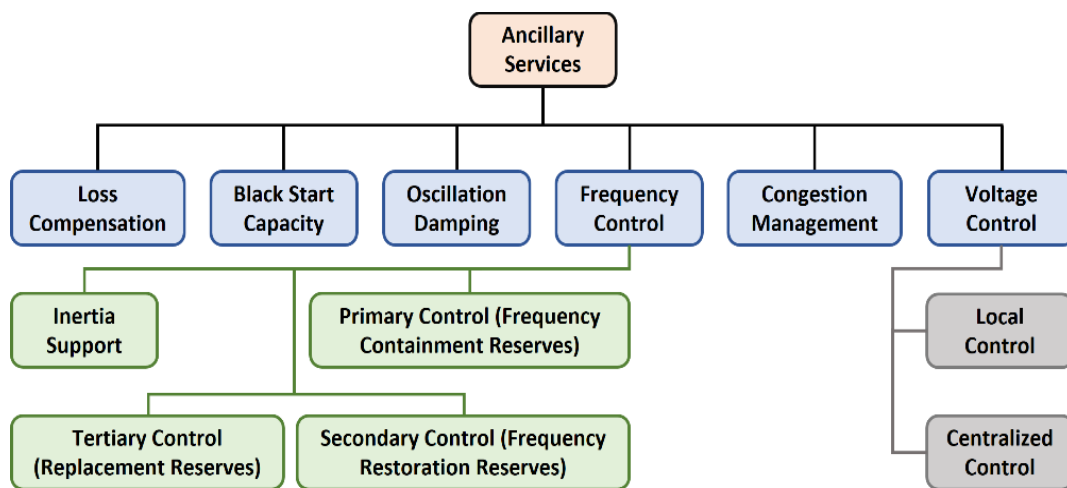 Ancillary
Services
Loss
Compensation
Black Start
Capacity
Oscillation
Damping
Frequency
Control
Congestion
Management
Voltage
Control
Inertia
Support
Primary Control (Frequency
Containment Reserves)
Local
Control
Tertiary Control
(Replacement Reserves)
Secondary Control (Frequency
Restoration Reserves)
Centralized
Control